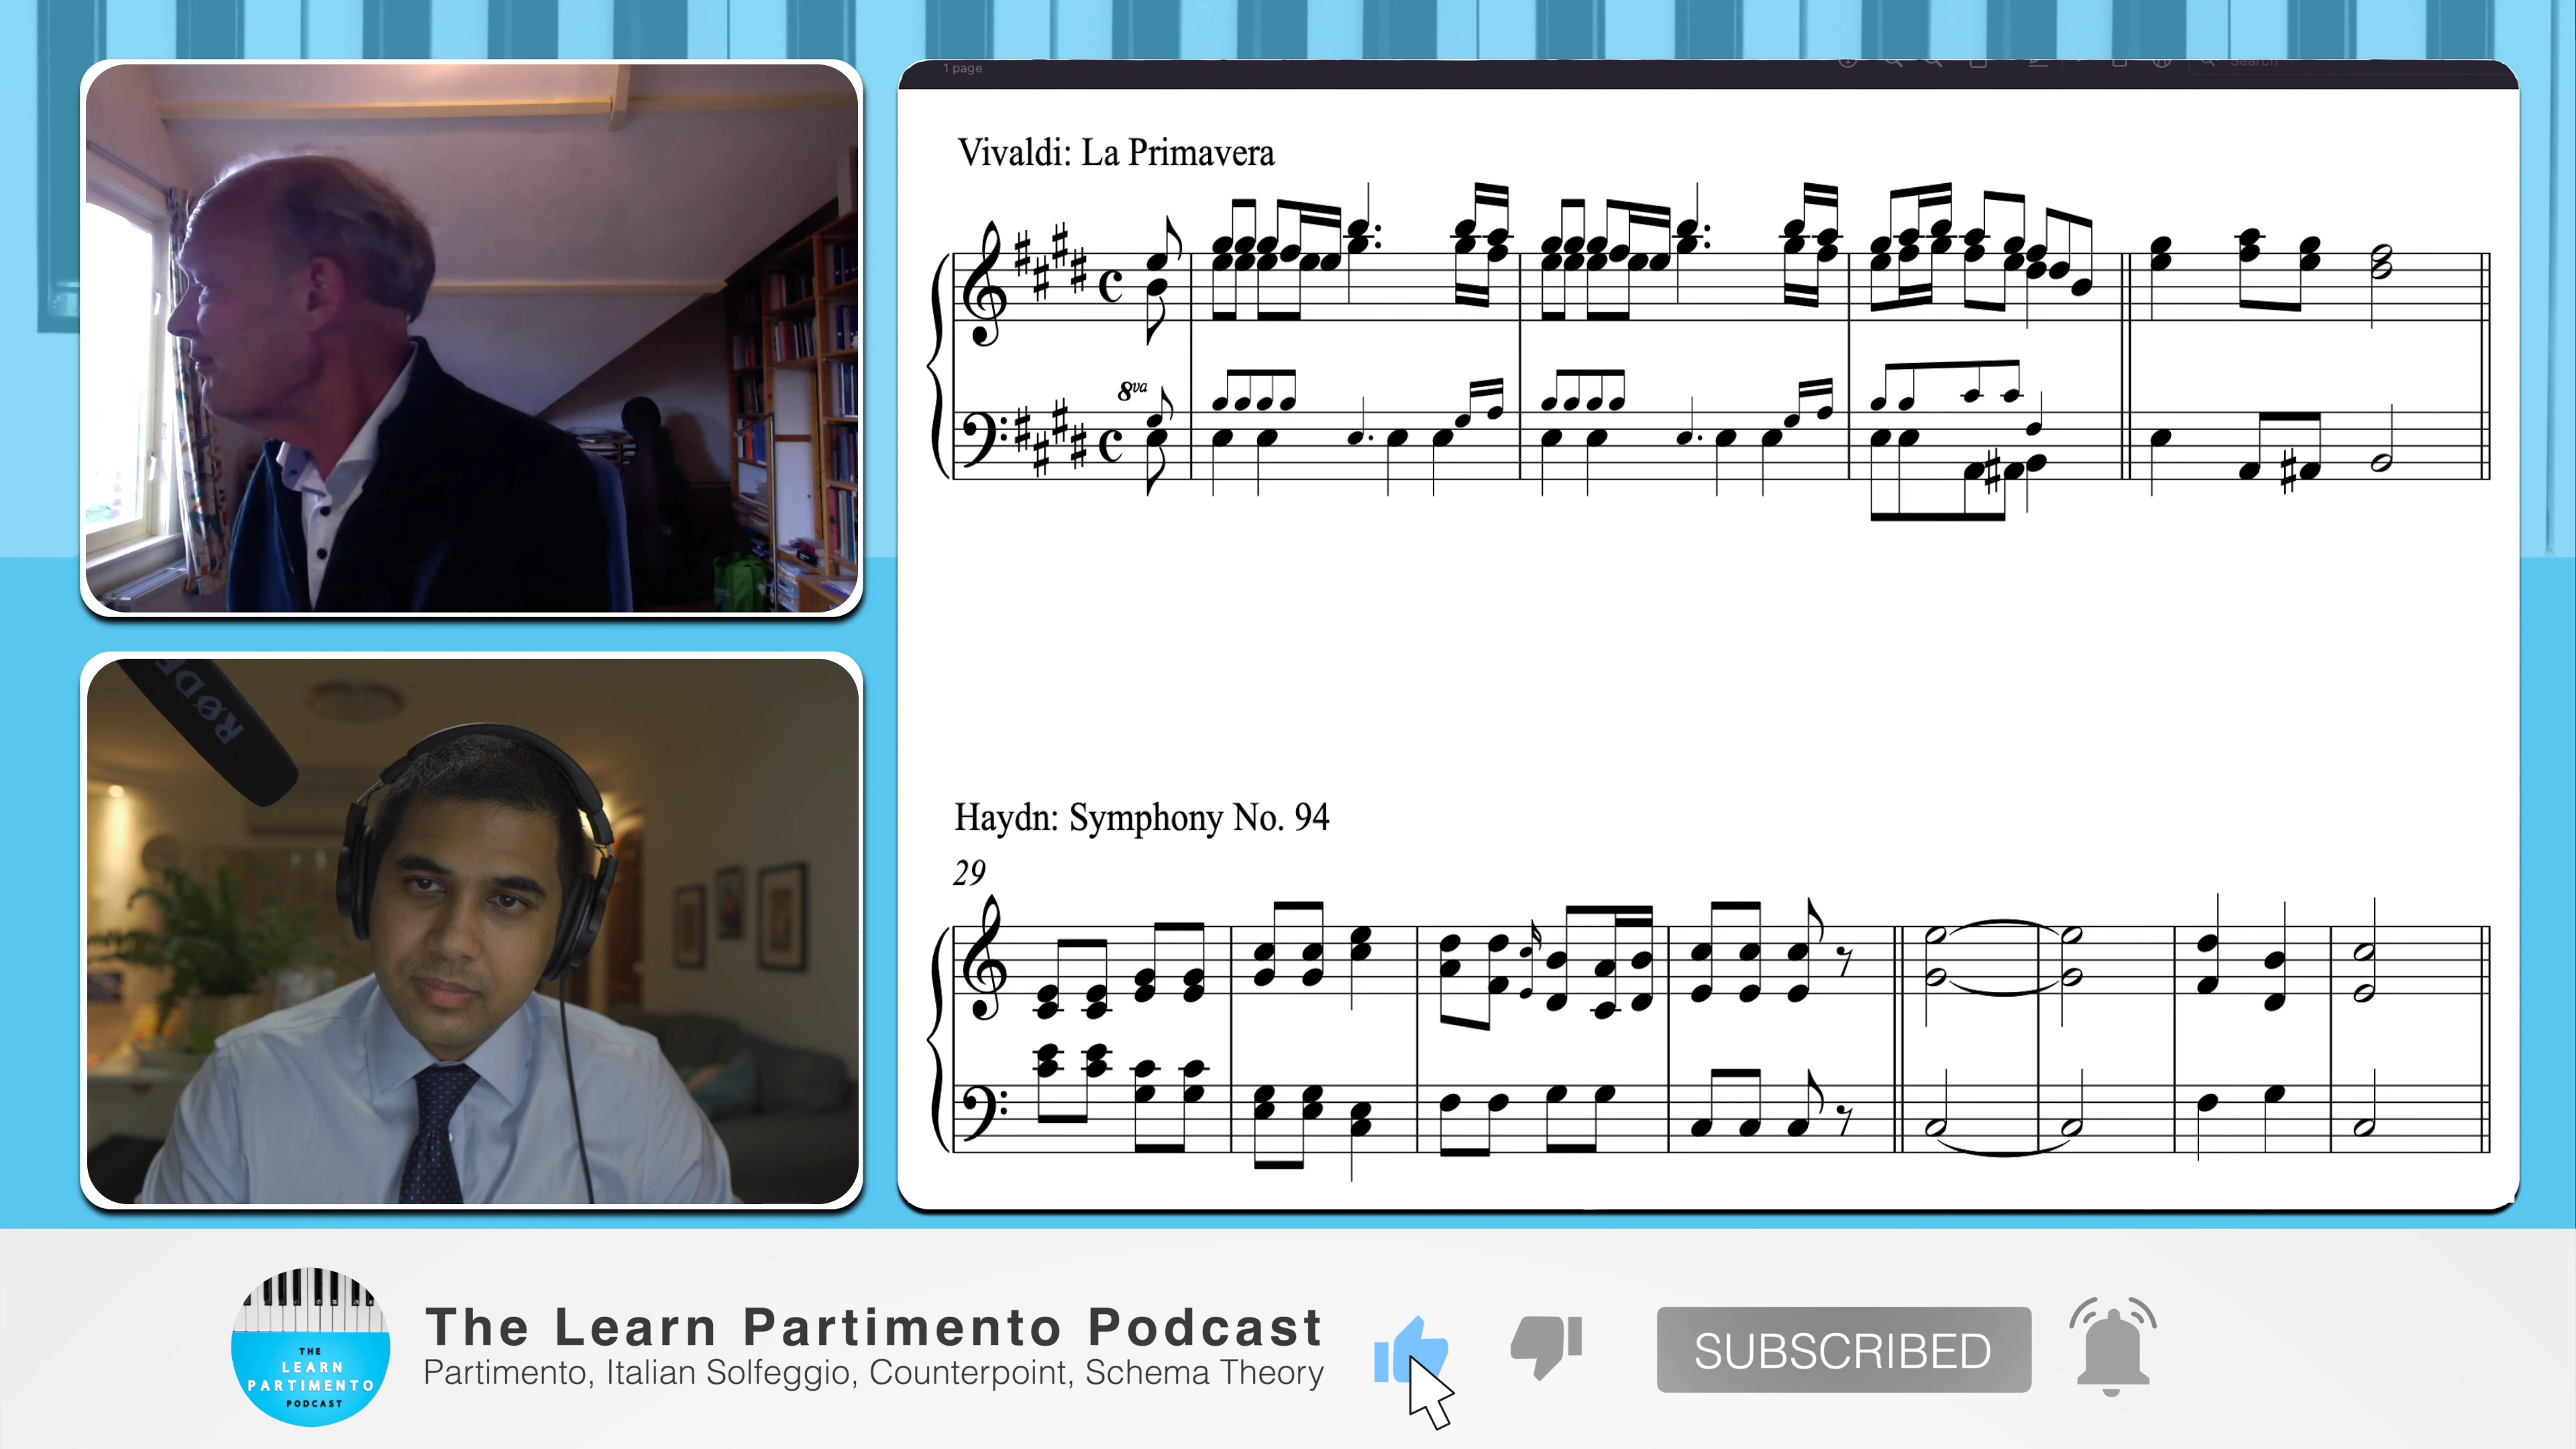 1 page
Search
Vivaldi: La Primavera
8va
RØDE
Haydn: Symphony No. 94
29
THE
LEARN
PARTIMENTO
PODCAST
The Learn Partimento Podcast
Partimento, Italian Solfeggio, Counterpoint, Schema Theory
SUBSCRIBED